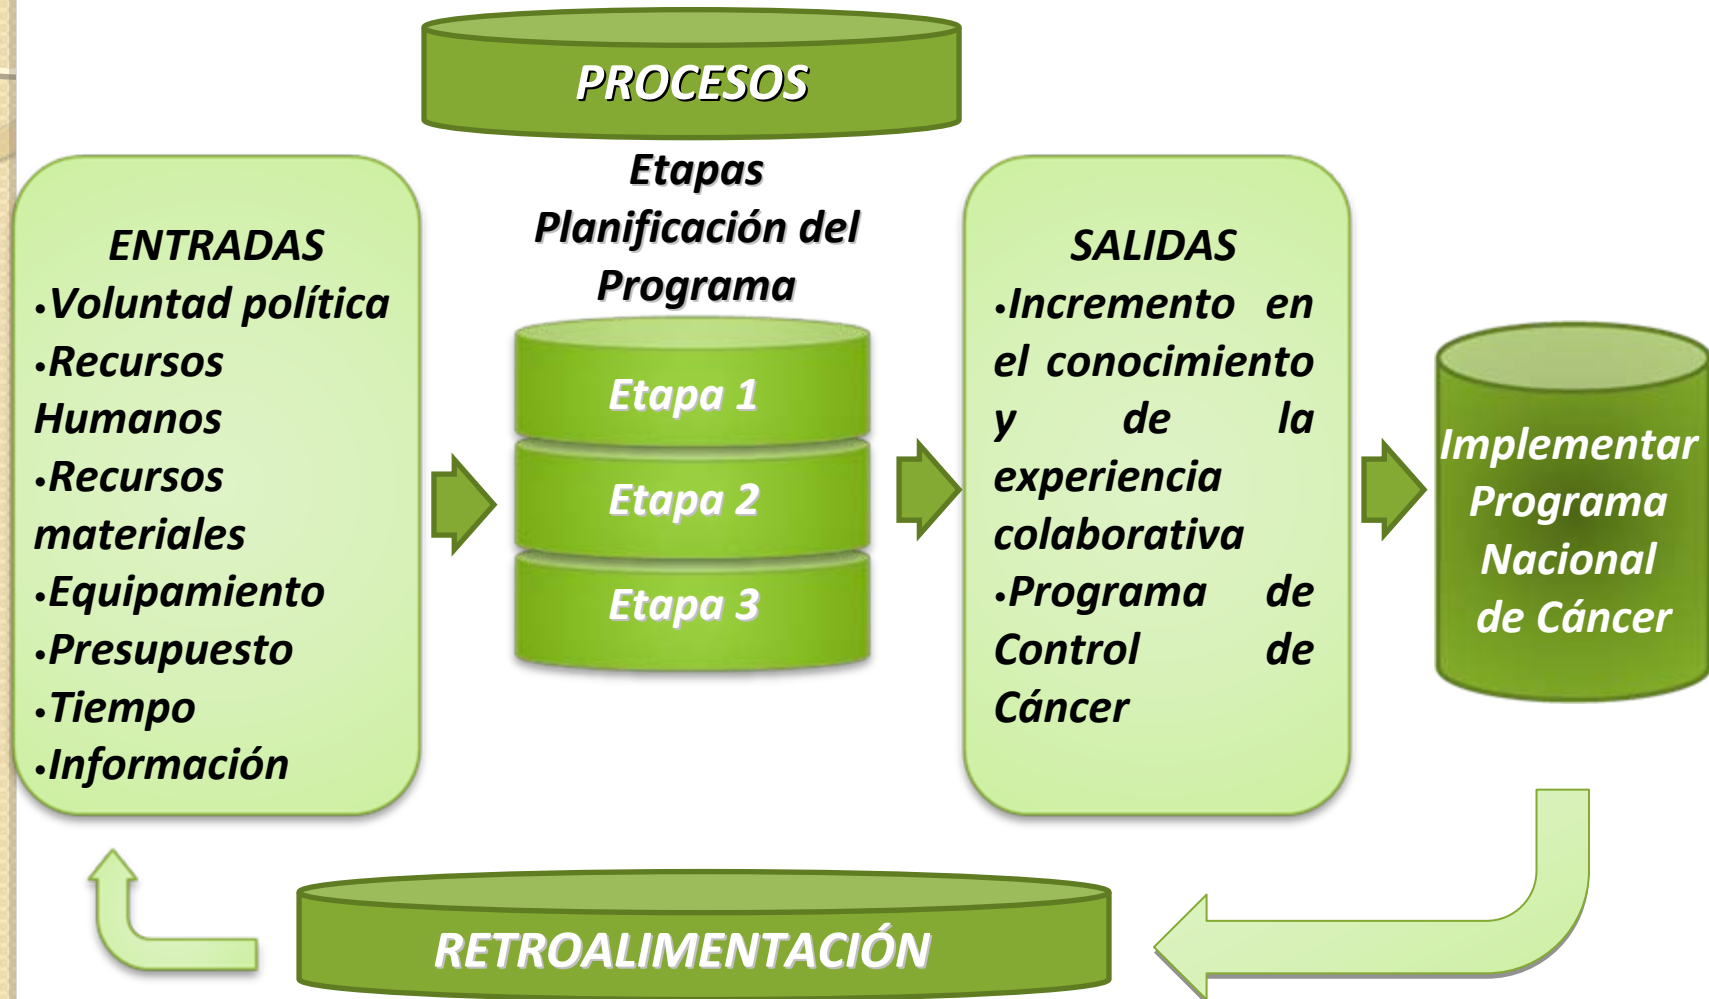 PROCESOS
Etapas
Planificación del
Programa
ENTRADAS
•Voluntad política
•Recursos
Humanos
•Recursos
materiales
•Equipamiento
•Presupuesto
•Tiempo
•Información
Etapa 1
Etapa 2
Etapa 3
SALIDAS
•Incremento en
el conocimiento
y de la
experiencia
colaborativa
•Programa de
Control de
Cáncer
Implementar
Programa
Nacional
de Cáncer
RETROALIMENTACIÓN